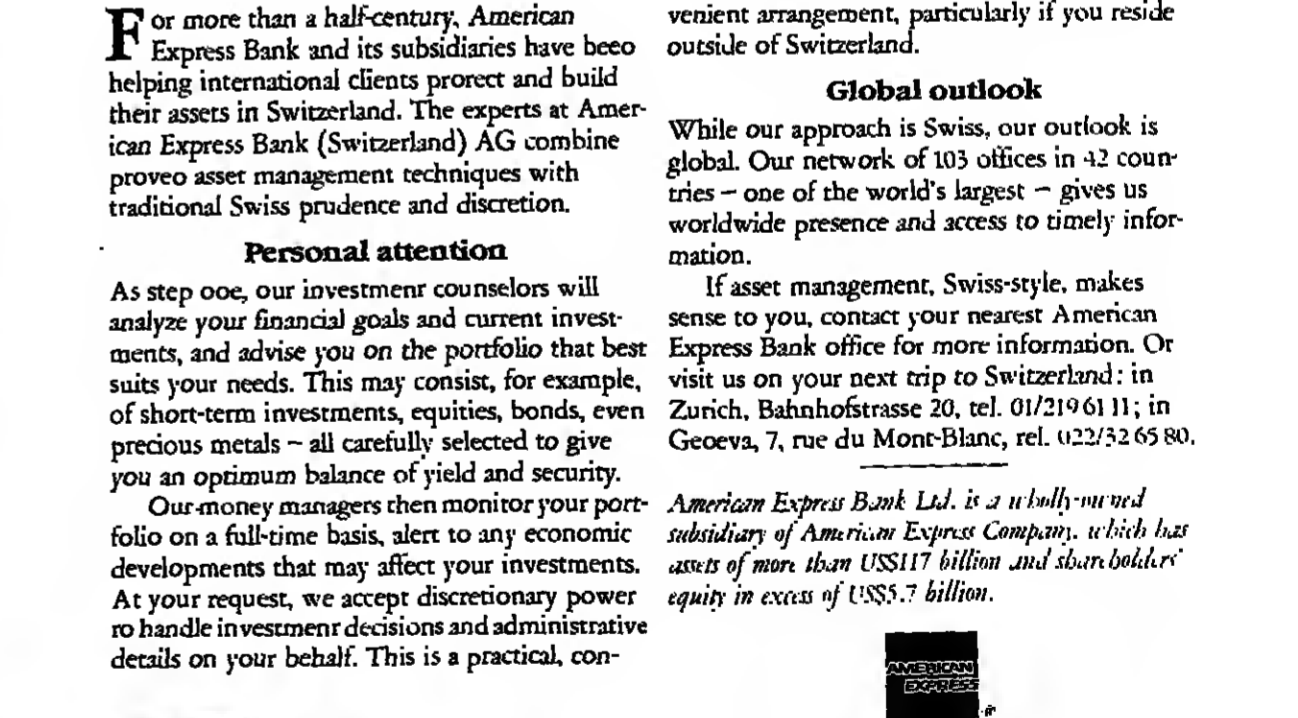 For more than a half-century, American
Express Bank and its subsidiaries have been
helping international clients protect and build
their assets in Switzerland. The experts at Amer-
ican Express Bank (Switzerland) AG combine
proven asset management techniques with
traditional Swiss prudence and discretion.
Personal attention
As step one, our investment counselors will
analyze your financial goals and current invest-
ments, and advise you on the portfolio that best
suits your needs. This may consist, for example,
of short-term investments, equities, bonds, even
precious metals – all carefully selected to give
you an optimum balance of yield and security.
Our money managers then monitor your port-
folio on a full-time basis, alert to any economic
developments that may affect your investments.
At your request, we accept discretionary power
to handle investment decisions and administrative
details on your behalf. This is a practical, con-
venient arrangement, particularly if you reside
outside of Switzerland.
Global outlook
While our approach is Swiss, our outlook is
global. Our network of 103 offices in 42 coun-
tries – one of the world's largest – gives us
worldwide presence and access to timely infor-
mation.
If asset management, Swiss-style, makes
sense to you, contact your nearest American
Express Bank office for more information. Or
visit us on your next trip to Switzerland: in
Zurich, Bahnhofstrasse 20, tel. 01/219 61 11; in
Geneva, 7, rue du Mont-Blanc, tel. 022/32 65 80.
American Express Bank Ltd. is a wholly-owned
subsidiary of American Express Company, which has
assets of more than US$117 billion and shareholders'
equity in excess of US$5.7 billion.
AMERICAN
EXPRESS